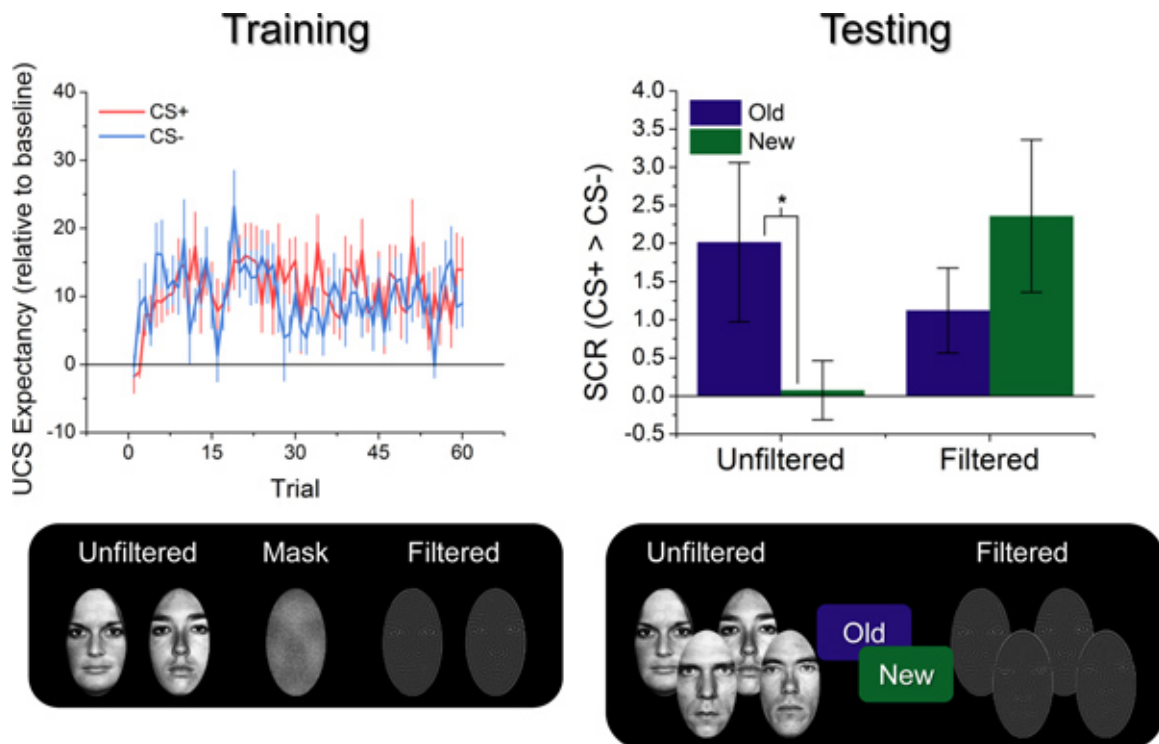 Training
UCS Expectancy (relative to baseline)
40
30
20
10
0
-10
CS+
CS-
0
15
30
45
60
Trial
Unfiltered
Mask
Filtered
Testing
SCR (CS+ > CS-)
4.0
3.5
3.0
2.5
2.0
1.5
1.0
0.5
0.0
-0.5
Old
New
*
Unfiltered
Filtered
Unfiltered
Filtered
Old
New